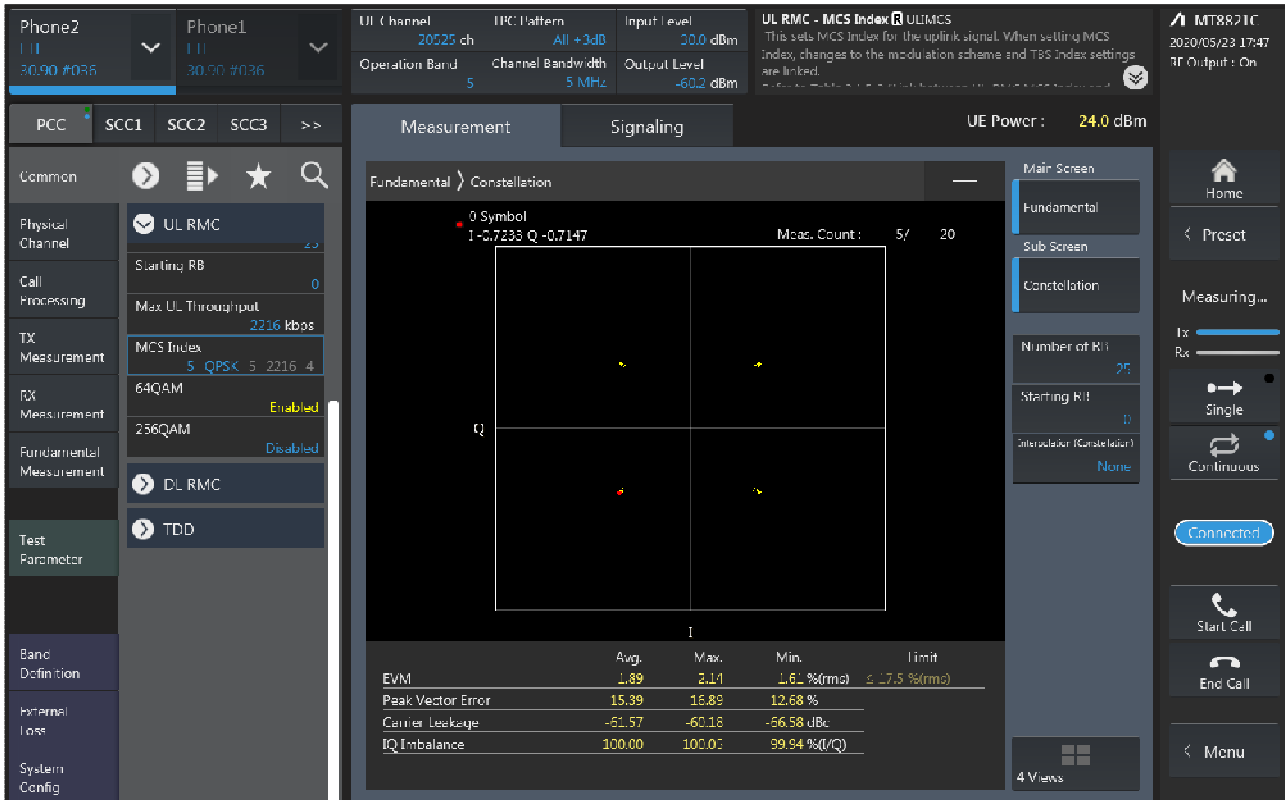 Phone2
30.90 #036
Phone1
30.90 #036
UL Channel
20525 ch
TPC Pattern
All +3dB
Input Level
30.0 dBm
Operation Band
5
Channel Bandwidth
5 MHz
Output Level
-60.2 dBm
UL RMC - MCS Index R ULIMCS
This sets MCS Index for the uplink signal. When setting MCS
Index, changes to the modulation scheme and TBS Index settings
are linked.
MT8821C
2020/05/23 17:47
RF Output : On
PCC SCC1 SCC2 SCC3 >>
Measurement
Signaling
UE Power : 24.0 dBm
Common
Physical
Channel
Call
Processing
TX
Measurement
RX
Measurement
Fundamental
Measurement
Test
Parameter
Band
Definition
External
Loss
System
Config
UL RMC
25
Starting RB
0
Max UL Throughput
2216 kbps
MCS Index
5 QPSK 5 2216 4
64QAM
Enabled
256QAM
Disabled
DL RMC
TDD
Fundamental 〉 Constellation
0 Symbol
I -0.7233 Q -0.7147
Meas. Count : 5/ 20
Q
I
Avg. Max. Min. Limit
EVM 1.89 2.14 1.61 %(rms) ≤ 17.5 %(rms)
Peak Vector Error 15.39 16.89 12.68 %
Carrier Leakage -61.57 -60.18 -66.58 dBc
IQ Imbalance 100.00 100.05 99.94 %(I/Q)
Main Screen
Fundamental
Sub Screen
Constellation
Number of RB
25
Starting RB
0
Interpolation (Constellation)
None
4 Views
Home
< Preset
Measuring...
Tx
Rx
Single
Continuous
Connected
Start Call
End Call
< Menu